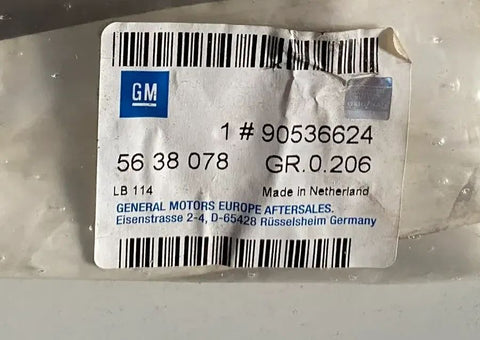 GM
1 # 90536624
56 38 078 GR.0.206
LB 114 Made in Netherland
GENERAL MOTORS EUROPE AFTERSALES.
Eisenstrasse 2-4, D-65428 Rüsselsheim Germany